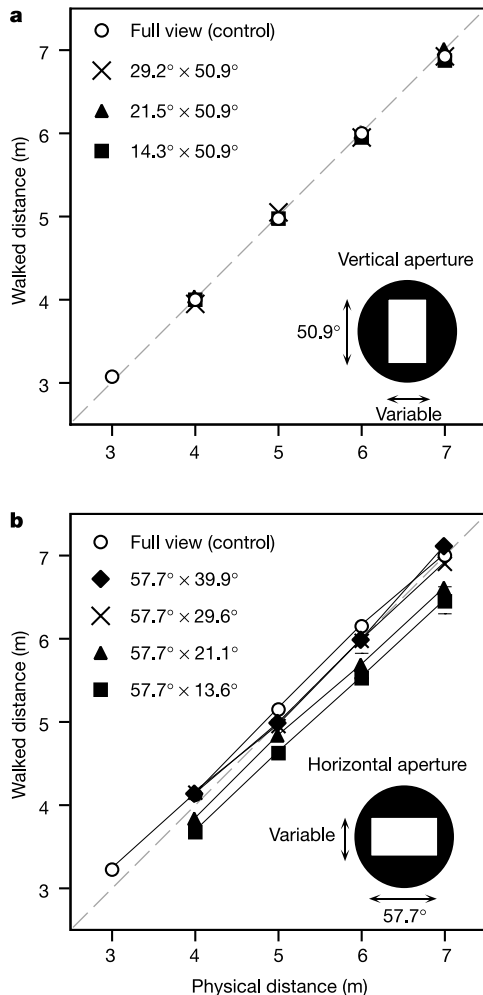 a
Full view (control)
29.2° × 50.9°
21.5° × 50.9°
14.3° × 50.9°
Walked distance (m)
7
6
5
4
3
Vertical aperture
50.9°
Variable
3 4 5 6 7
b
Full view (control)
57.7° × 39.9°
57.7° × 29.6°
57.7° × 21.1°
57.7° × 13.6°
Walked distance (m)
7
6
5
4
3
Horizontal aperture
Variable
57.7°
3 4 5 6 7
Physical distance (m)